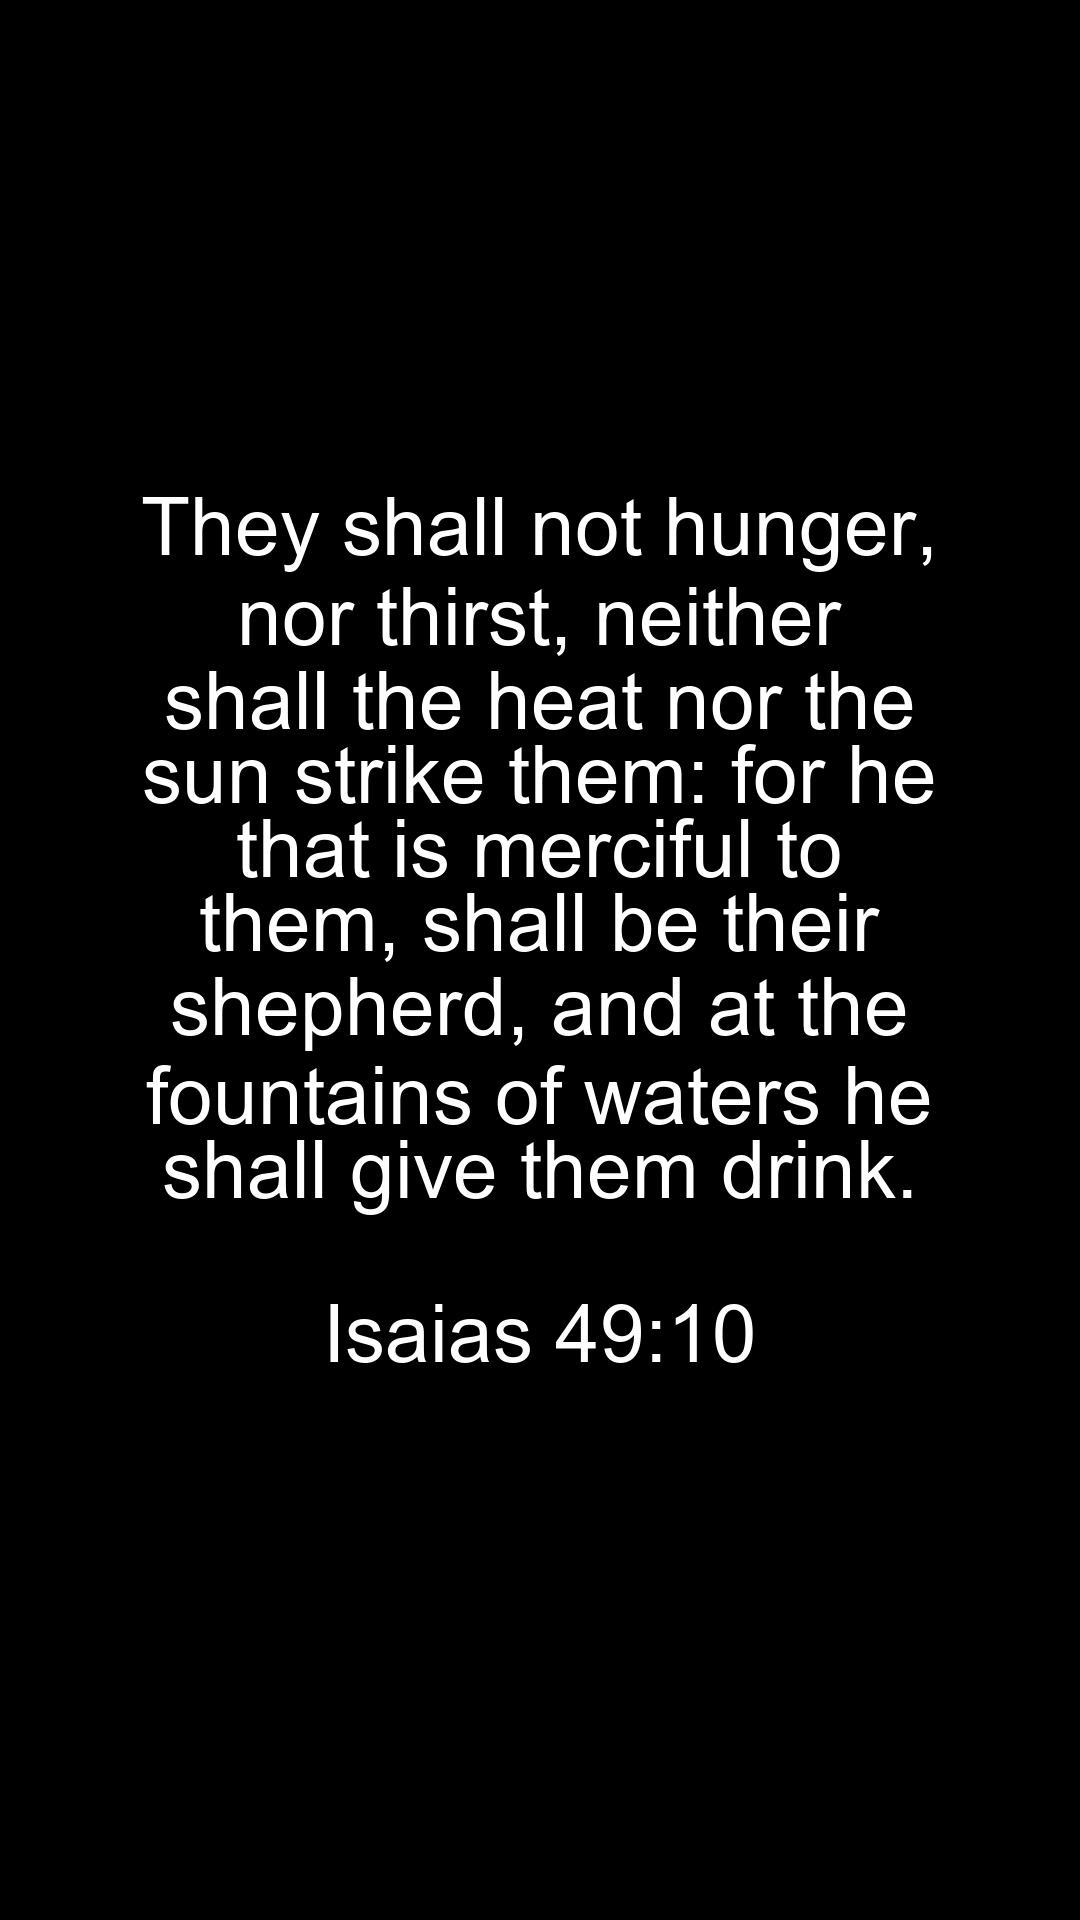 They shall not hunger,
nor thirst, neither
shall the heat nor the
sun strike them: for he
that is merciful to
them, shall be their
shepherd, and at the
fountains of waters he
shall give them drink.
Isaias 49:10